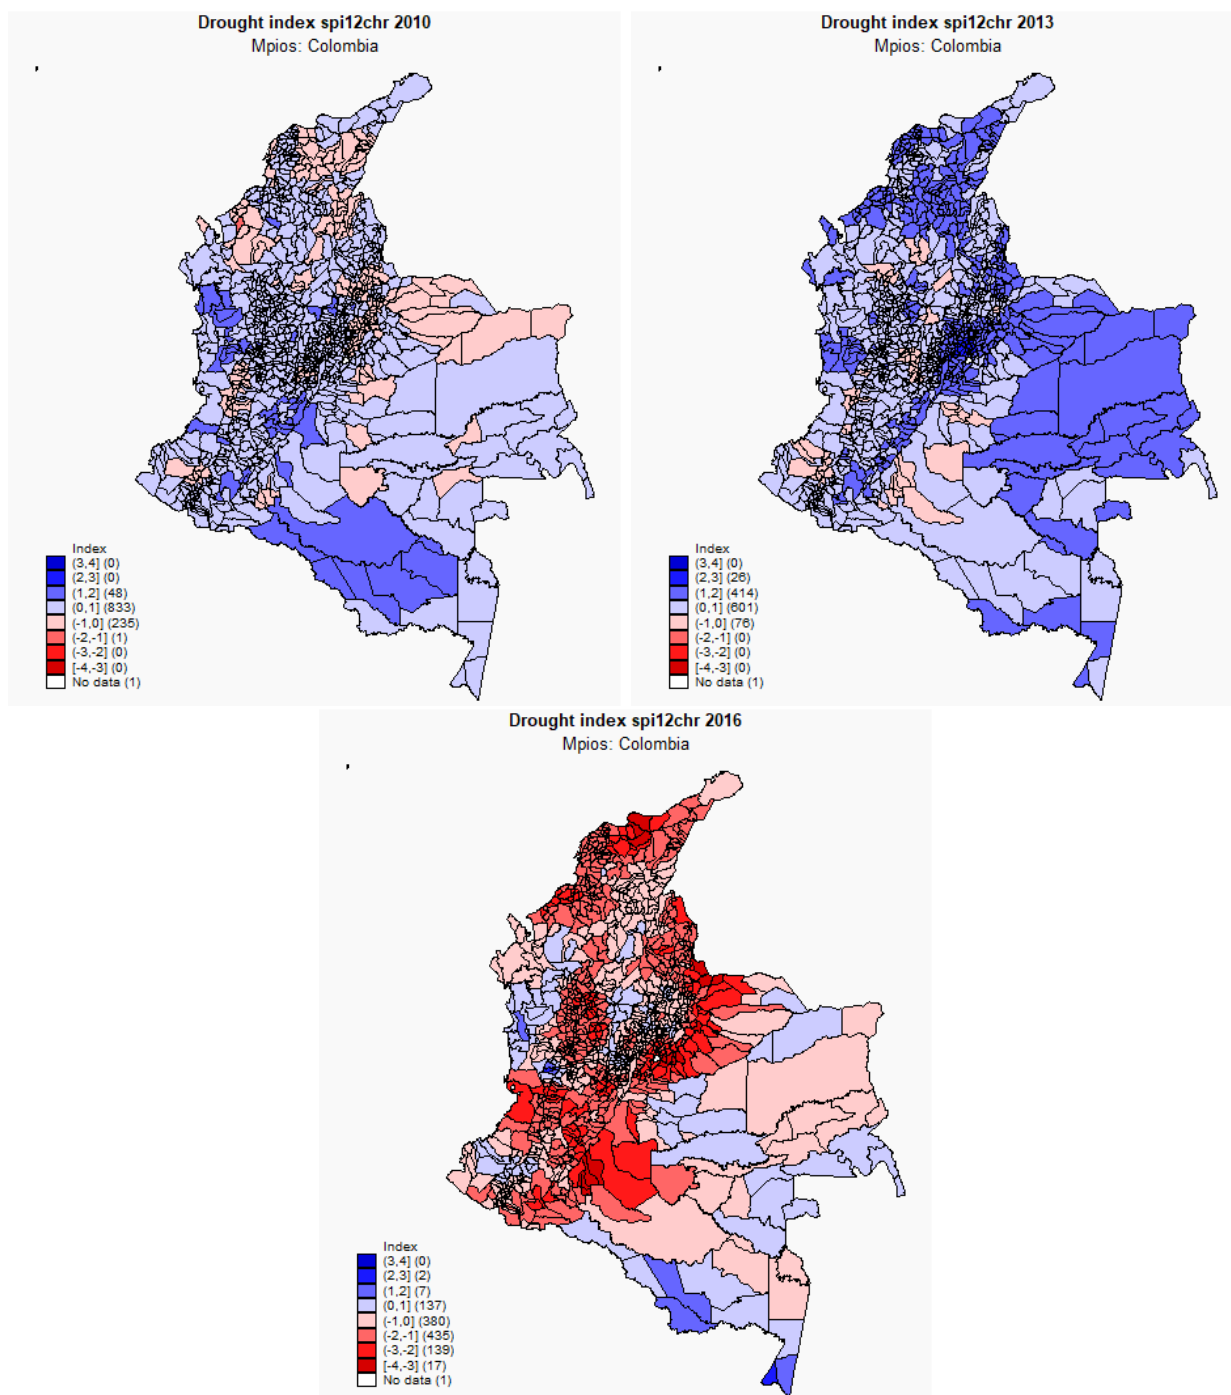 Drought index spi12chr 2010
Mpios: Colombia
Index
(3,4] (0)
(2,3] (0)
(1,2] (48)
(0,1] (833)
(-1,0] (235)
(-2,-1] (1)
(-3,-2] (0)
[-4,-3] (0)
No data (1)
Drought index spi12chr 2013
Mpios: Colombia
Index
(3,4] (0)
(2,3] (26)
(1,2] (414)
(0,1] (601)
(-1,0] (76)
(-2,-1] (0)
(-3,-2] (0)
[-4,-3] (0)
No data (1)
Drought index spi12chr 2016
Mpios: Colombia
Index
(3,4] (0)
(2,3] (2)
(1,2] (7)
(0,1] (137)
(-1,0] (380)
(-2,-1] (435)
(-3,-2] (139)
[-4,-3] (17)
No data (1)